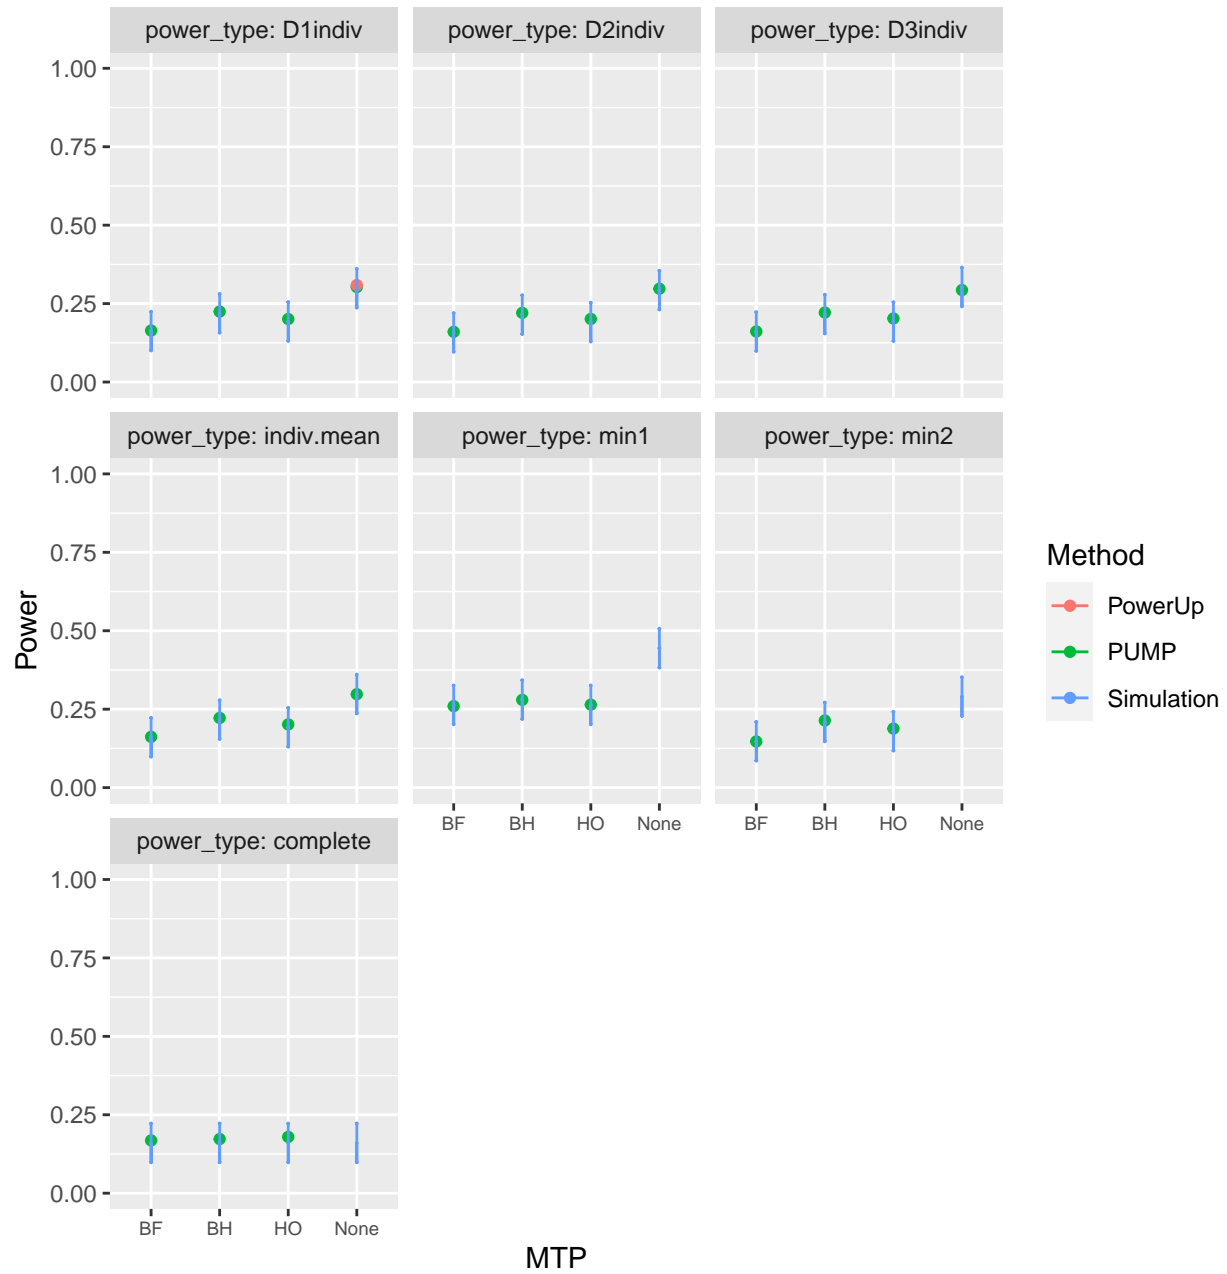 power_type: D1indiv
power_type: D2indiv
power_type: D3indiv
1.00
0.75
0.50
0.25
0.00
power_type: indiv.mean
power_type: min1
power_type: min2
1.00
0.75
0.50
0.25
0.00
BF BH HO None
BF BH HO None
power_type: complete
1.00
0.75
0.50
0.25
0.00
BF BH HO None
Power
MTP
Method
PowerUp
PUMP
Simulation